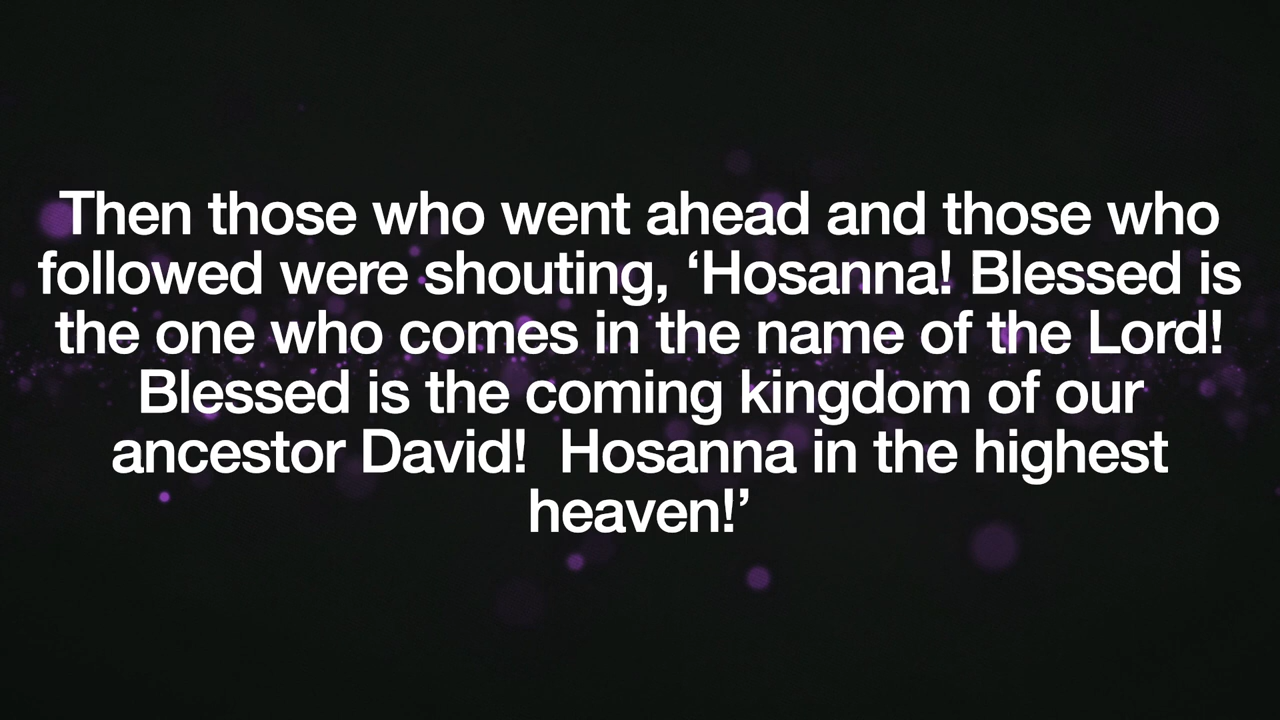 Then those who went ahead and those who
followed were shouting, ‘Hosanna! Blessed is
the one who comes in the name of the Lord!
Blessed is the coming kingdom of our
ancestor David!  Hosanna in the highest
heaven!’